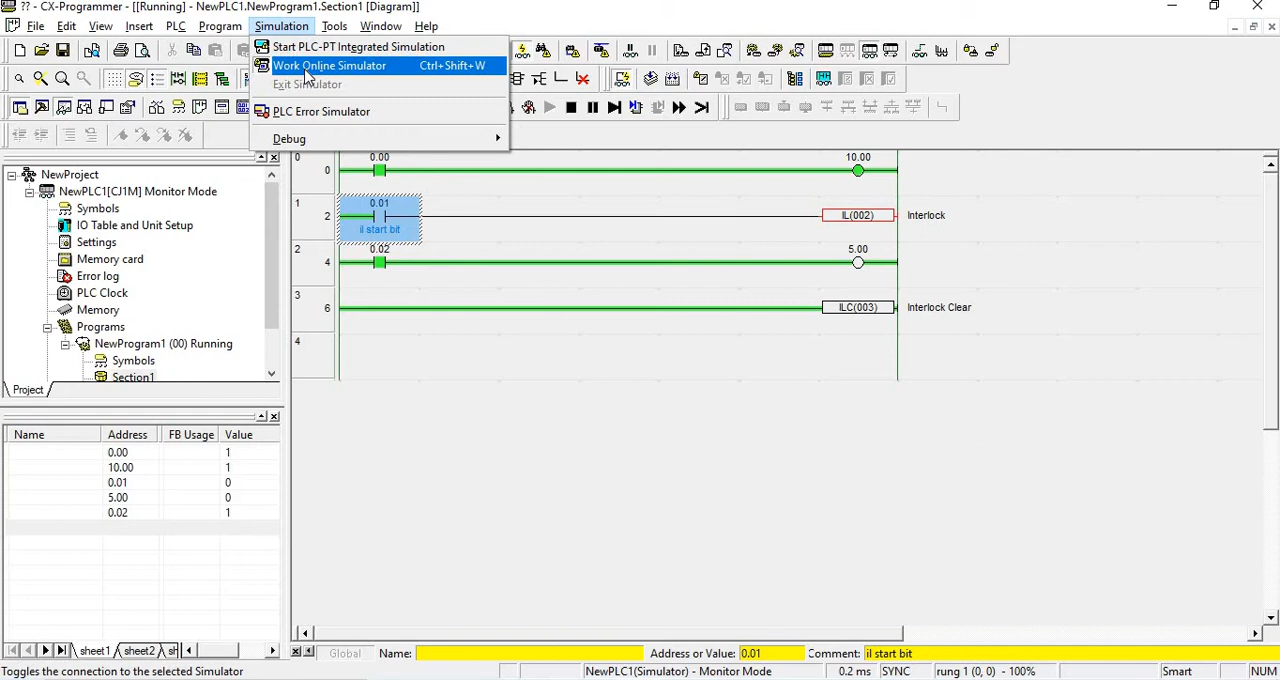 ?? - CX-Programmer - [[Running] - NewPLC1.NewProgram1.Section1 [Diagram]]
File Edit View Insert PLC Program Simulation Tools Window Help
Start PLC-PT Integrated Simulation
Work Online Simulator Ctrl+Shift+W
Exit Simulator
PLC Error Simulator
Debug
NewProject
NewPLC1[CJ1M] Monitor Mode
Symbols
IO Table and Unit Setup
Settings
Memory card
Error log
PLC Clock
Memory
Programs
NewProgram1 (00) Running
Symbols
Section1
Project
0 0.00 10.00
0
1 0.01
2 IL(002) Interlock
il start bit
2 0.02 5.00
4
3
6 ILC(003) Interlock Clear
4
Name Address FB Usage Value
0.00 1
10.00 1
0.01 0
5.00 0
0.02 1
sheet1 sheet2 sh
Global Name: Address or Value: 0.01 Comment: il start bit
Toggles the connection to the selected Simulator NewPLC1(Simulator) - Monitor Mode 0.2 ms SYNC rung 1 (0, 0) - 100% Smart NUM